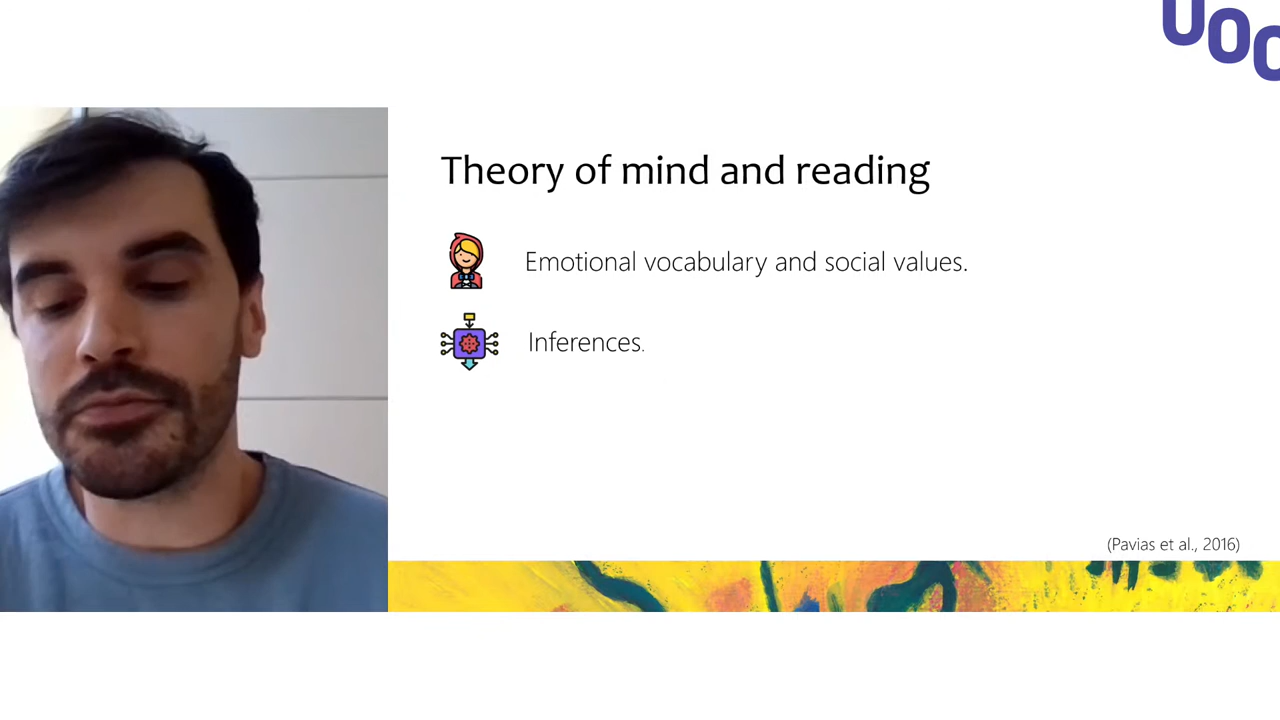 UOC
Theory of mind and reading
Emotional vocabulary and social values.
Inferences.
(Pavias et al., 2016)